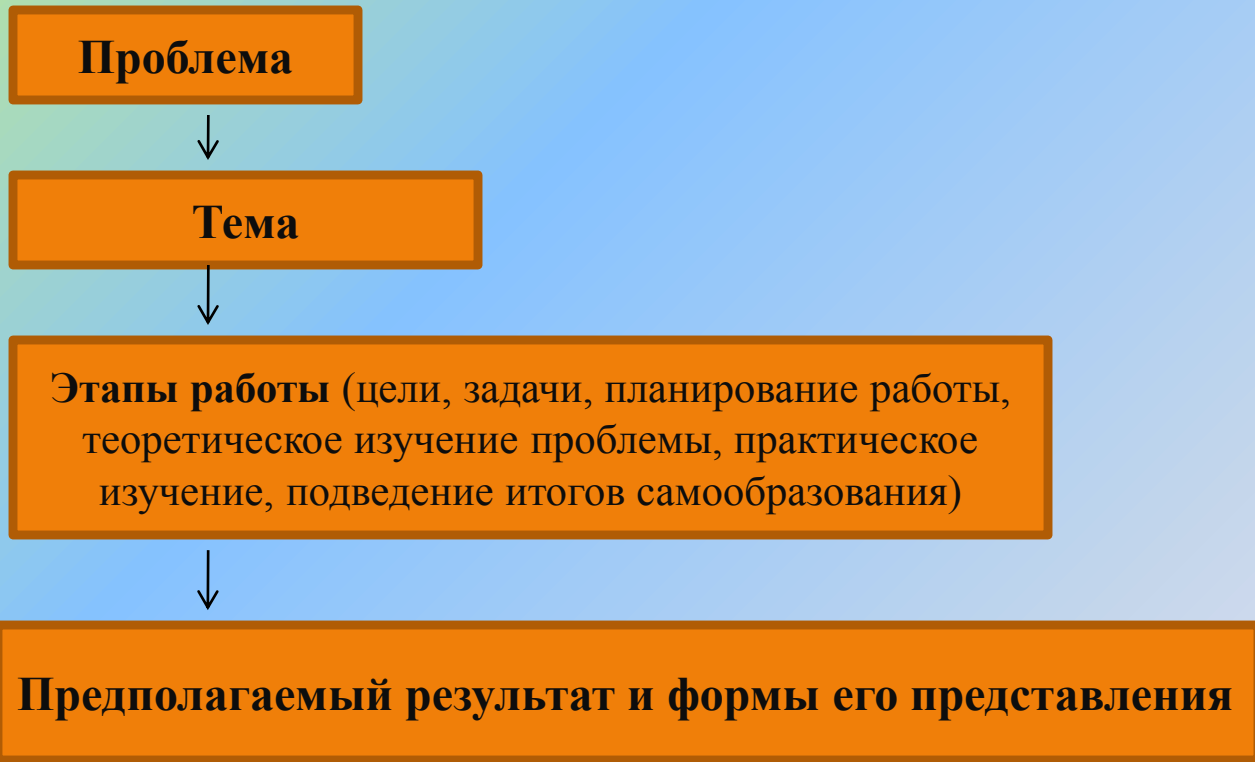 Проблема
Тема
Этапы работы (цели, задачи, планирование работы,
теоретическое изучение проблемы, практическое
изучение, подведение итогов самообразования)
Предполагаемый результат и формы его представления